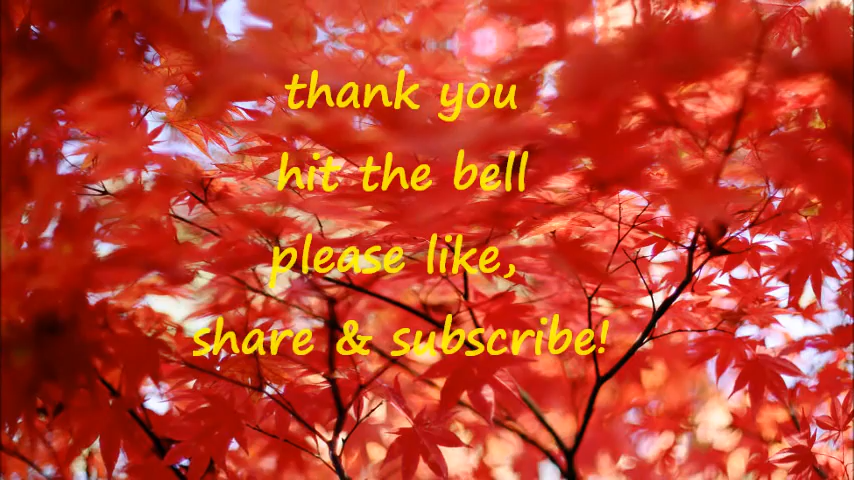 thank you
hit the bell
please like,
share & subscribe!